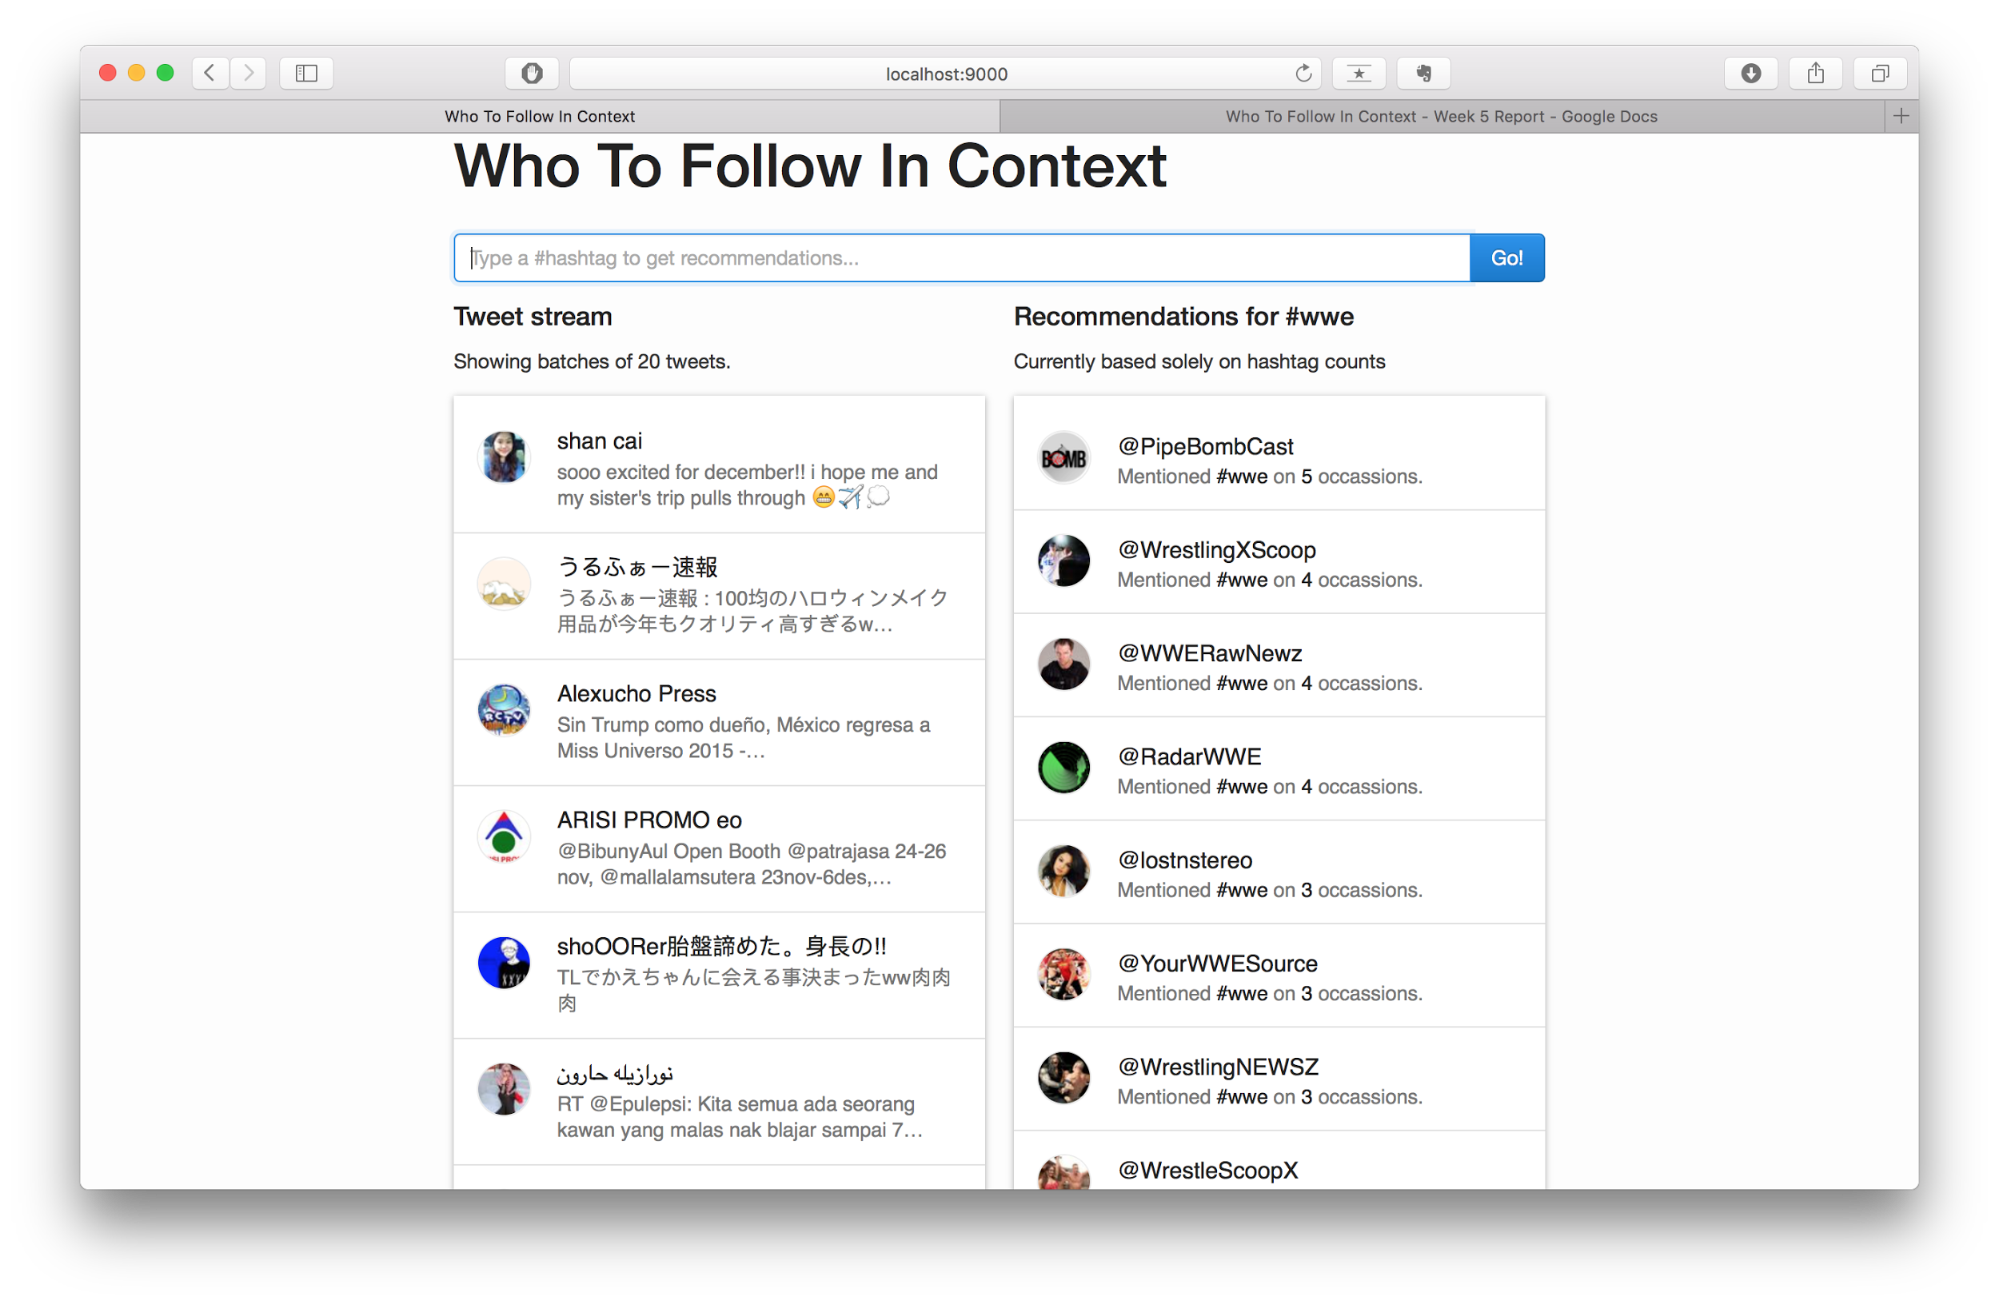 localhost:9000
Who To Follow In Context
Who To Follow In Context - Week 5 Report - Google Docs
Who To Follow In Context
Type a #hashtag to get recommendations...
Go!
Tweet stream
Showing batches of 20 tweets.
shan cai
sooo excited for december!! i hope me and
my sister's trip pulls through 😁✈️💭
うるふぁー速報
うるふぁー速報 : 100均のハロウィンメイク
用品が今年もクオリティ高すぎるw…
Alexucho Press
Sin Trump como dueño, México regresa a
Miss Universo 2015 -…
ARISI PROMO eo
@BibunyAul Open Booth @patrajasa 24-26
nov, @mallalamsutera 23nov-6des,…
shoOORer胎盤諦めた。身長の!!
TLでかえちゃんに会える事決まったww肉肉
肉
نورازيله حارون
RT @Epulepsi: Kita semua ada seorang
kawan yang malas nak blajar sampai 7…
Recommendations for #wwe
Currently based solely on hashtag counts
BOMB
@PipeBombCast
Mentioned #wwe on 5 occassions.
@WrestlingXScoop
Mentioned #wwe on 4 occassions.
@WWERawNewz
Mentioned #wwe on 4 occassions.
@RadarWWE
Mentioned #wwe on 4 occassions.
@lostnstereo
Mentioned #wwe on 3 occassions.
@YourWWESource
Mentioned #wwe on 3 occassions.
@WrestlingNEWSZ
Mentioned #wwe on 3 occassions.
@WrestleScoopX